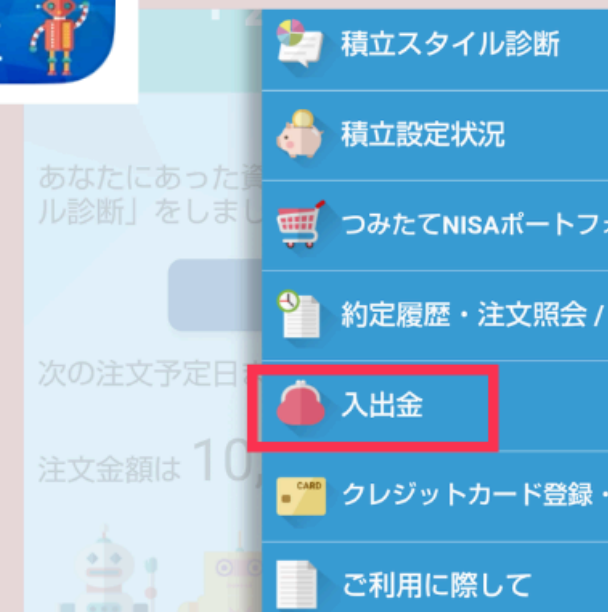 積立スタイル診断
積立設定状況
あなたにあった資
ル診断」をしまし
つみたてNISAポートフォ
約定履歴・注文照会 /
次の注文予定日
入出金
注文金額は 10,
CARD
クレジットカード登録・
ご利用に際して